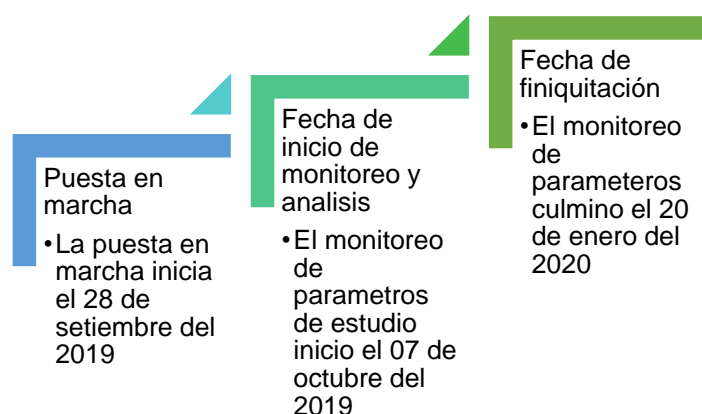 Puesta en
marcha
•La puesta en
marcha inicia
el 28 de
setiembre del
2019
Fecha de
inicio de
monitoreo y
analisis
•El monitoreo
de
parametros
de estudio
inicio el 07 de
octubre del
2019
Fecha de
finiquitación
•El monitoreo
de
parameteros
culmino el 20
de enero del
2020